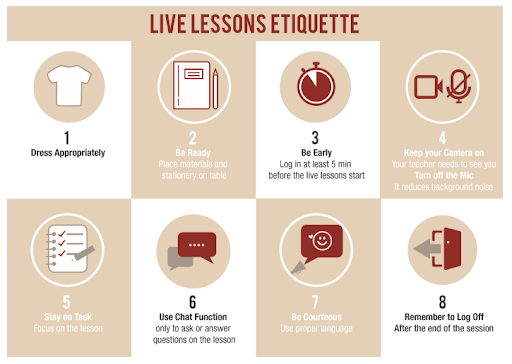 LIVE LESSONS ETIQUETTE
1
Dress Appropriately
2
Be Ready
Place materials and
stationery on table
3
Be Early
Log in at least 5 min
before the live lessons start
4
Keep your Camera on
Your teacher needs to see you
Turn off the Mic
It reduces background noise
5
Stay on Task
Focus on the lesson
6
Use Chat Function
only to ask or answer
questions on the lesson
7
Be Courteous
Use proper language
8
Remember to Log Off
After the end of the session